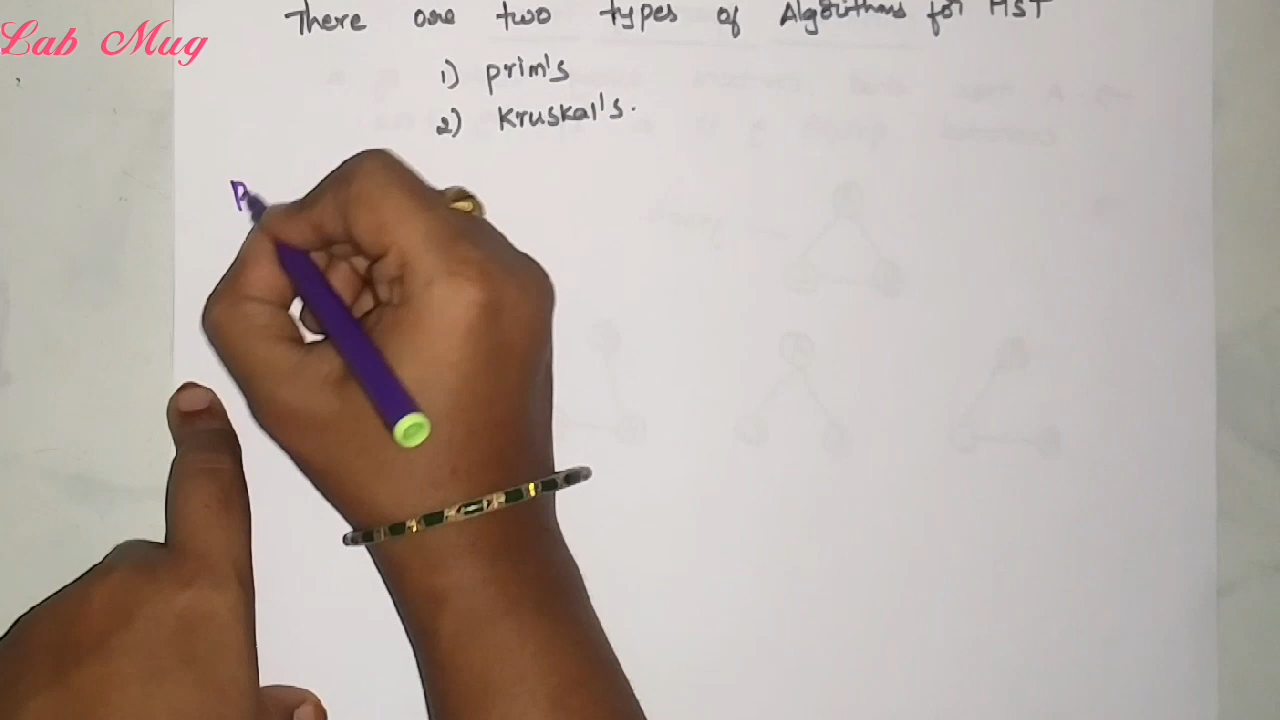 Lab Mug
There are two types of Algorithms for MST
1) prim's
2) Kruskal's.
P